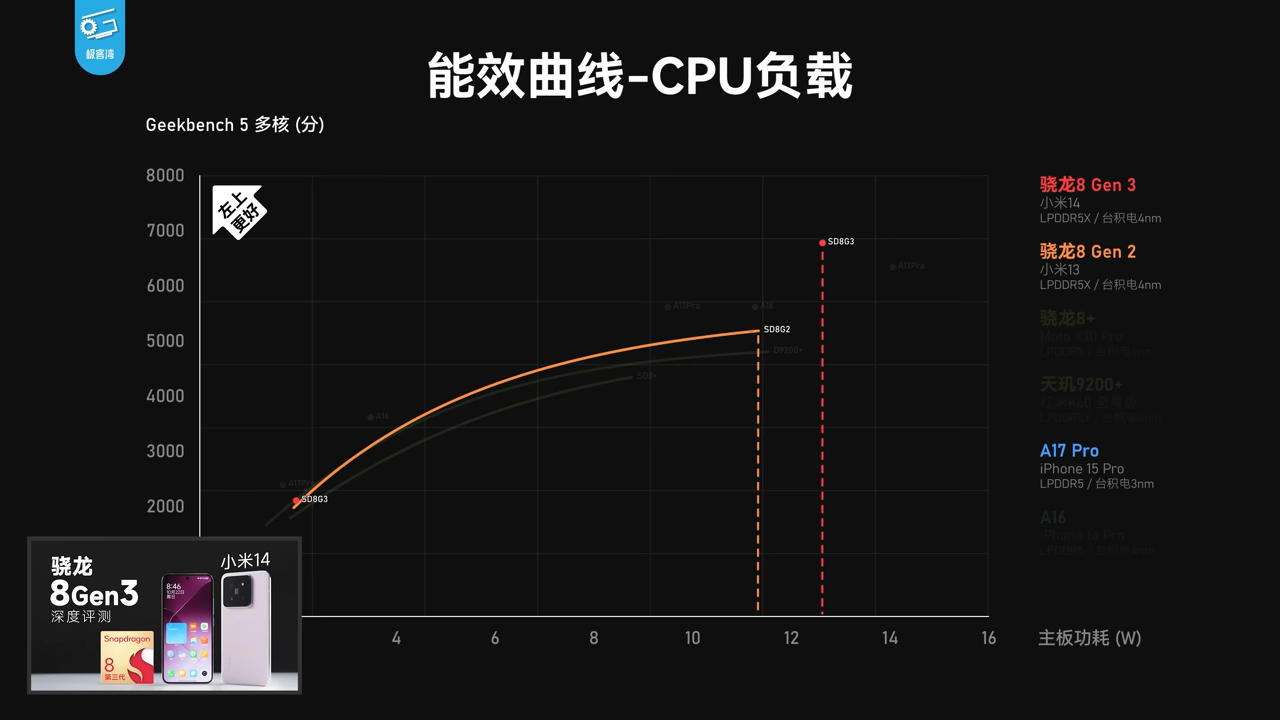 极客湾
能效曲线-CPU负载
Geekbench 5 多核 (分)
8000
7000
6000
5000
4000
3000
2000
左上
更好
SD8G3
A17Pro
A17Pro
A16
SD8G2
D9200+
SD8+
A16
A17Pro
SD8G3
4
6
8
10
12
14
16
主板功耗 (W)
骁龙8 Gen 3
小米14
LPDDR5X / 台积电4nm
骁龙8 Gen 2
小米13
LPDDR5X / 台积电4nm
骁龙8+
天玑9200+
A17 Pro
iPhone 15 Pro
LPDDR5 / 台积电3nm
A16
iPhone 14 Pro
骁龙
8Gen3
深度评测
小米14
8:46
Snapdragon
8
第三代